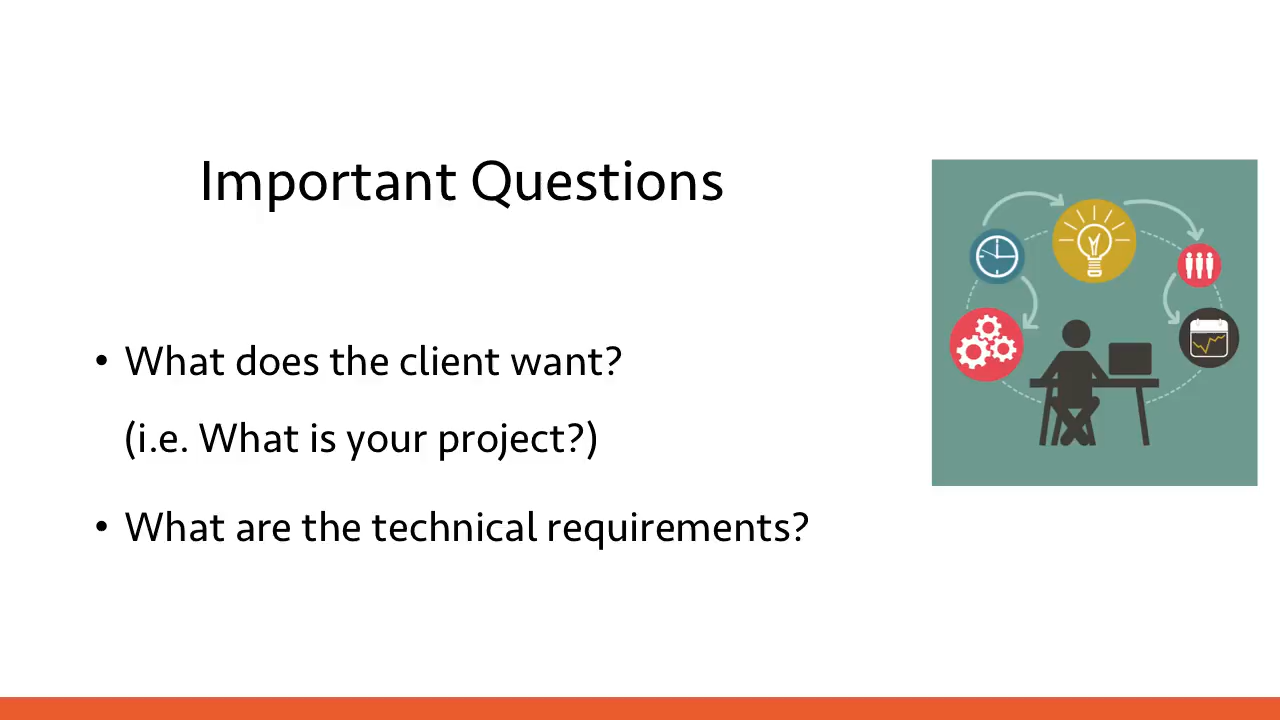 Important Questions
• What does the client want?
(i.e. What is your project?)
• What are the technical requirements?